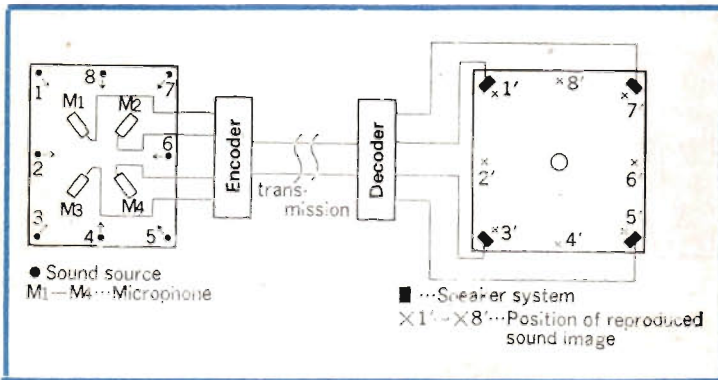 1
8
7
M1
M2
6
2
M3
M4
3
4
5
Encoder
trans-
mission
Decoder
1'
8'
7'
2'
6'
3'
4'
5'
● Sound source
M1—M4…Microphone
■ …Speaker system
×1'-×8'…Position of reproduced
sound image